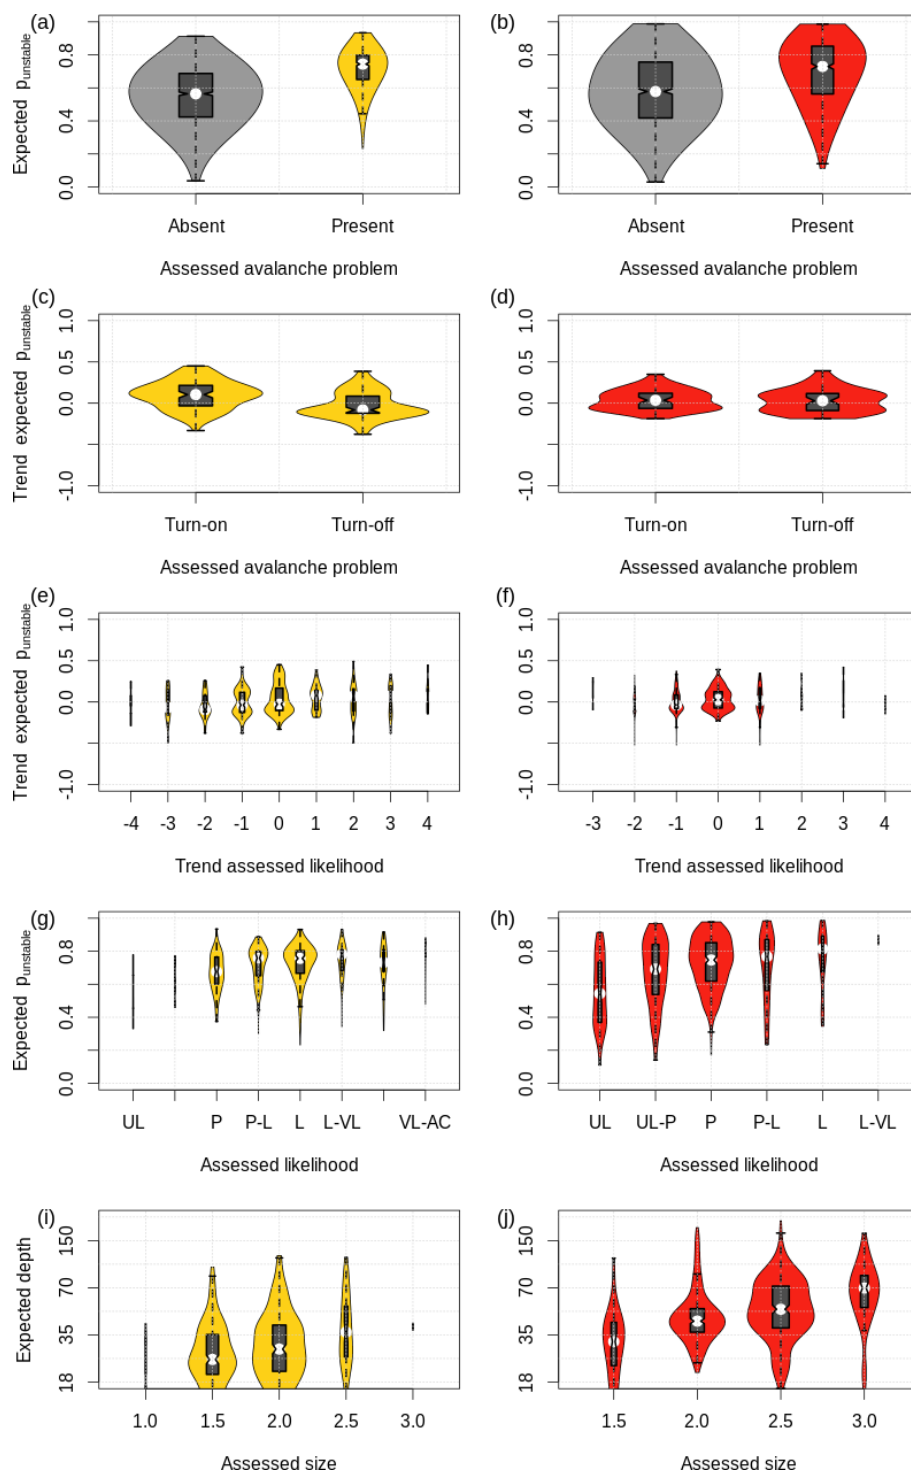 (a)
(b)
Expected p_unstable
0.0 0.4 0.8
0.0 0.4 0.8
Expected p_unstable
Absent Present
Absent Present
Assessed avalanche problem
Assessed avalanche problem
(c)
(d)
Trend expected p_unstable
-1.0 0.0 0.5 1.0
-1.0 0.0 0.5 1.0
Turn-on Turn-off
Turn-on Turn-off
Assessed avalanche problem
Assessed avalanche problem
(e)
(f)
Trend expected p_unstable
-1.0 0.0 0.5 1.0
-1.0 0.0 0.5 1.0
-4 -3 -2 -1 0 1 2 3 4
-3 -2 -1 0 1 2 3 4
Trend assessed likelihood
Trend assessed likelihood
(g)
(h)
0.0 0.4 0.8
0.0 0.4 0.8
UL P P-L L L-VL VL-AC
UL UL-P P P-L L L-VL
Assessed likelihood
Assessed likelihood
(i)
(j)
Expected depth
18 35 70 150
18 35 70 150
1.0 1.5 2.0 2.5 3.0
1.5 2.0 2.5 3.0
Assessed size
Assessed size